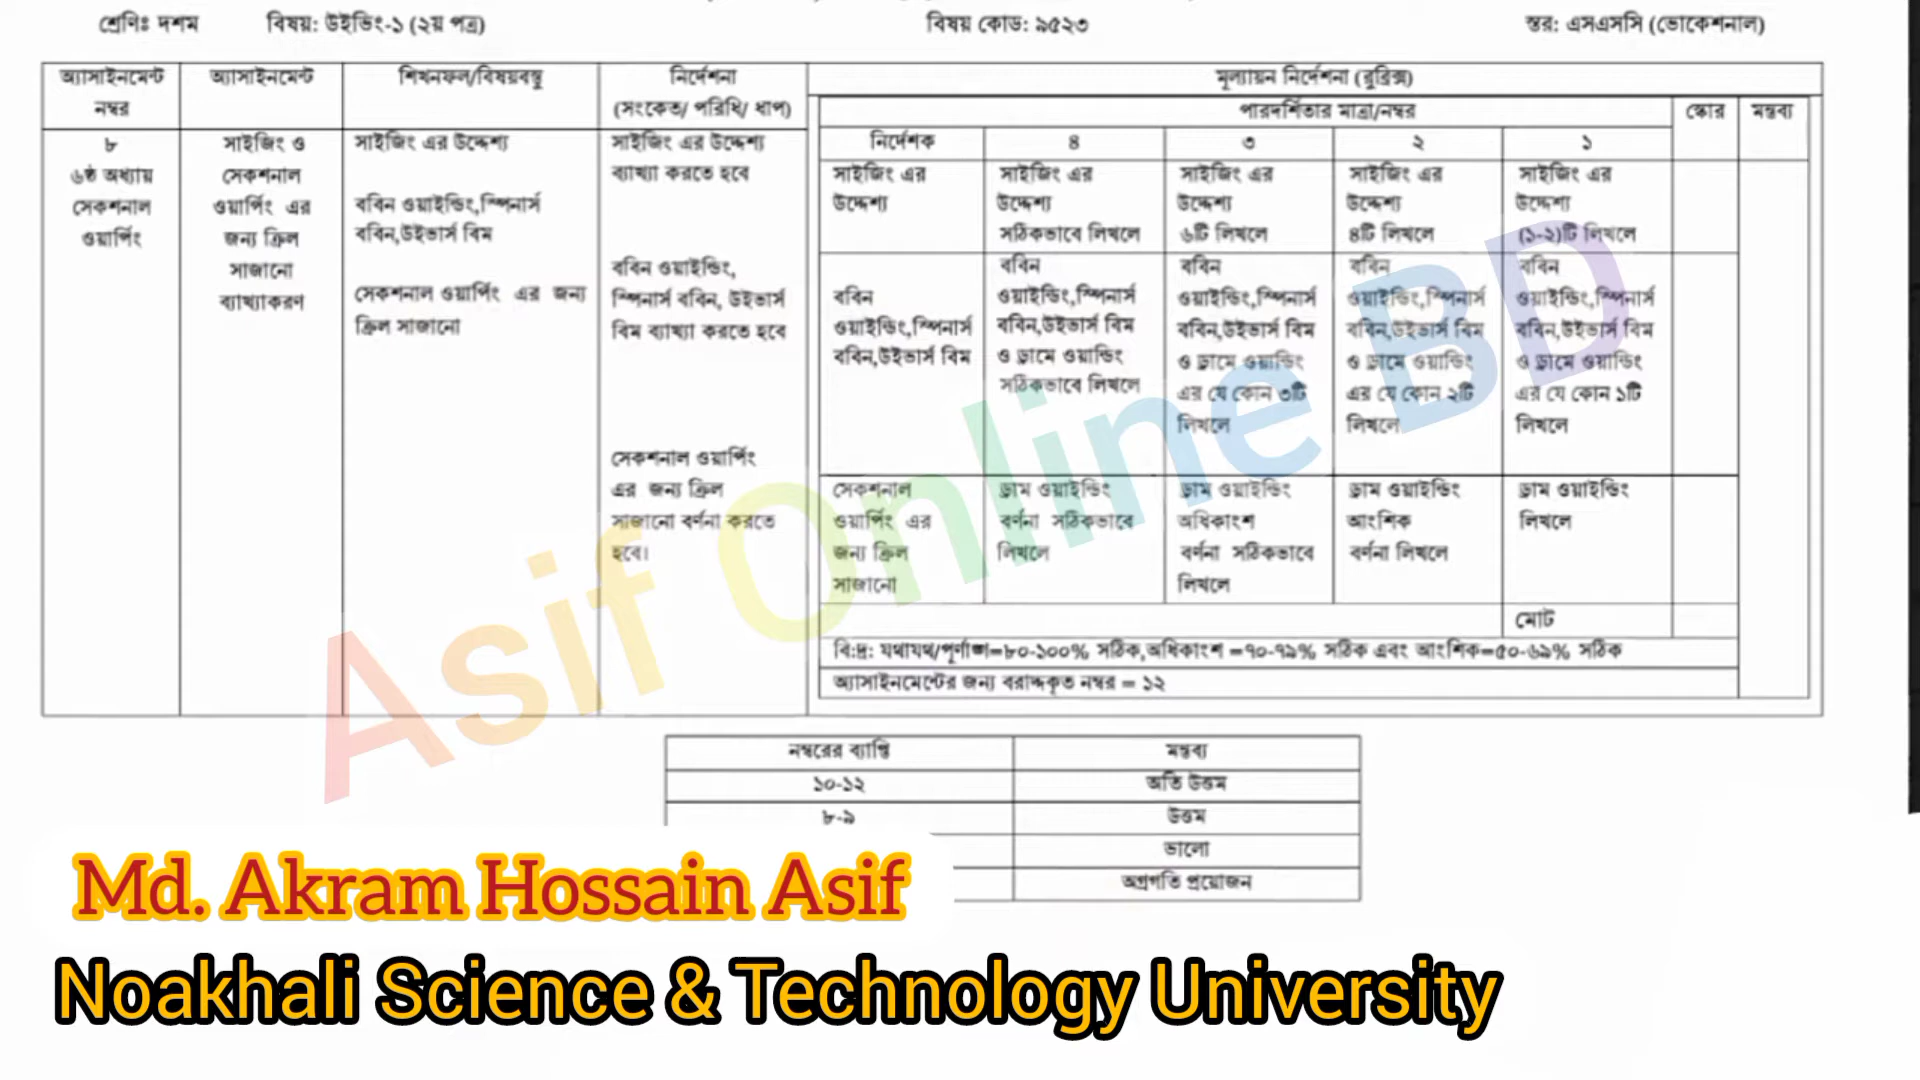 শ্রেণিঃ দশম বিষয়: উইভিং-১ (২য় পত্র) বিষয় কোড: ৯৫২৩ স্তর: এসএসসি (ভোকেশনাল)
অ্যাসাইনমেন্ট নম্বর
অ্যাসাইনমেন্ট
শিখনফল/বিষয়বস্তু
নির্দেশনা
(সংকেত/ পরিধি/ ধাপ)
মূল্যায়ন নির্দেশনা (রুব্রিক্স)
পারদর্শিতার মাত্রা/নম্বর
স্কোর
মন্তব্য
নির্দেশক
৪
৩
২
১
৮
৬ষ্ঠ অধ্যায়
সেকশনাল
ওয়ার্পিং
সাইজিং ও
সেকশনাল
ওয়ার্পিং এর
জন্য ক্রিল
সাজানো
ব্যাখ্যাকরণ
সাইজিং এর উদ্দেশ্য
ববিন ওয়াইন্ডিং,স্পিনার্স
ববিন,উইভার্স বিম
সেকশনাল ওয়ার্পিং এর জন্য
ক্রিল সাজানো
সাইজিং এর উদ্দেশ্য
ব্যাখ্যা করতে হবে
ববিন ওয়াইন্ডিং,
স্পিনার্স ববিন, উইভার্স
বিম ব্যাখ্যা করতে হবে
সেকশনাল ওয়ার্পিং
এর জন্য ক্রিল
সাজানো বর্ণনা করতে
হবে।
সাইজিং এর
উদ্দেশ্য
সাইজিং এর
উদ্দেশ্য
সঠিকভাবে লিখলে
সাইজিং এর
উদ্দেশ্য
৬টি লিখলে
সাইজিং এর
উদ্দেশ্য
৪টি লিখলে
সাইজিং এর
উদ্দেশ্য
(১-২)টি লিখলে
ববিন
ওয়াইন্ডিং,স্পিনার্স
ববিন,উইভার্স বিম
ববিন
ওয়াইন্ডিং,স্পিনার্স
ববিন,উইভার্স বিম
ও ড্রামে ওয়ান্ডিং
সঠিকভাবে লিখলে
ববিন
ওয়াইন্ডিং,স্পিনার্স
ববিন,উইভার্স বিম
ও ড্রামে ওয়ান্ডিং
এর যে কোন ৩টি
লিখলে
ববিন
ওয়াইন্ডিং,স্পিনার্স
ববিন,উইভার্স বিম
ও ড্রামে ওয়ান্ডিং
এর যে কোন ২টি
লিখলে
ববিন
ওয়াইন্ডিং,স্পিনার্স
ববিন,উইভার্স বিম
ও ড্রামে ওয়ান্ডিং
এর যে কোন ১টি
লিখলে
সেকশনাল
ওয়ার্পিং এর
জন্য ক্রিল
সাজানো
ড্রাম ওয়াইন্ডিং
বর্ণনা সঠিকভাবে
লিখলে
ড্রাম ওয়াইন্ডিং
অধিকাংশ
বর্ণনা সঠিকভাবে
লিখলে
ড্রাম ওয়াইন্ডিং
আংশিক
বর্ণনা লিখলে
ড্রাম ওয়াইন্ডিং
লিখলে
মোট
বি:দ্র: যথাযথ/পূর্ণাঙ্গ=৮০-১০০% সঠিক,অধিকাংশ =৭০-৭৯% সঠিক এবং আংশিক=৫০-৬৯% সঠিক
অ্যাসাইনমেন্টের জন্য বরাদ্দকৃত নম্বর = ১২
নম্বরের ব্যাপ্তি মন্তব্য
১০-১২ অতি উত্তম
৮-৯ উত্তম
ভালো
অগ্রগতি প্রয়োজন
Asif Online BD
Md. Akram Hossain Asif
Noakhali Science & Technology University